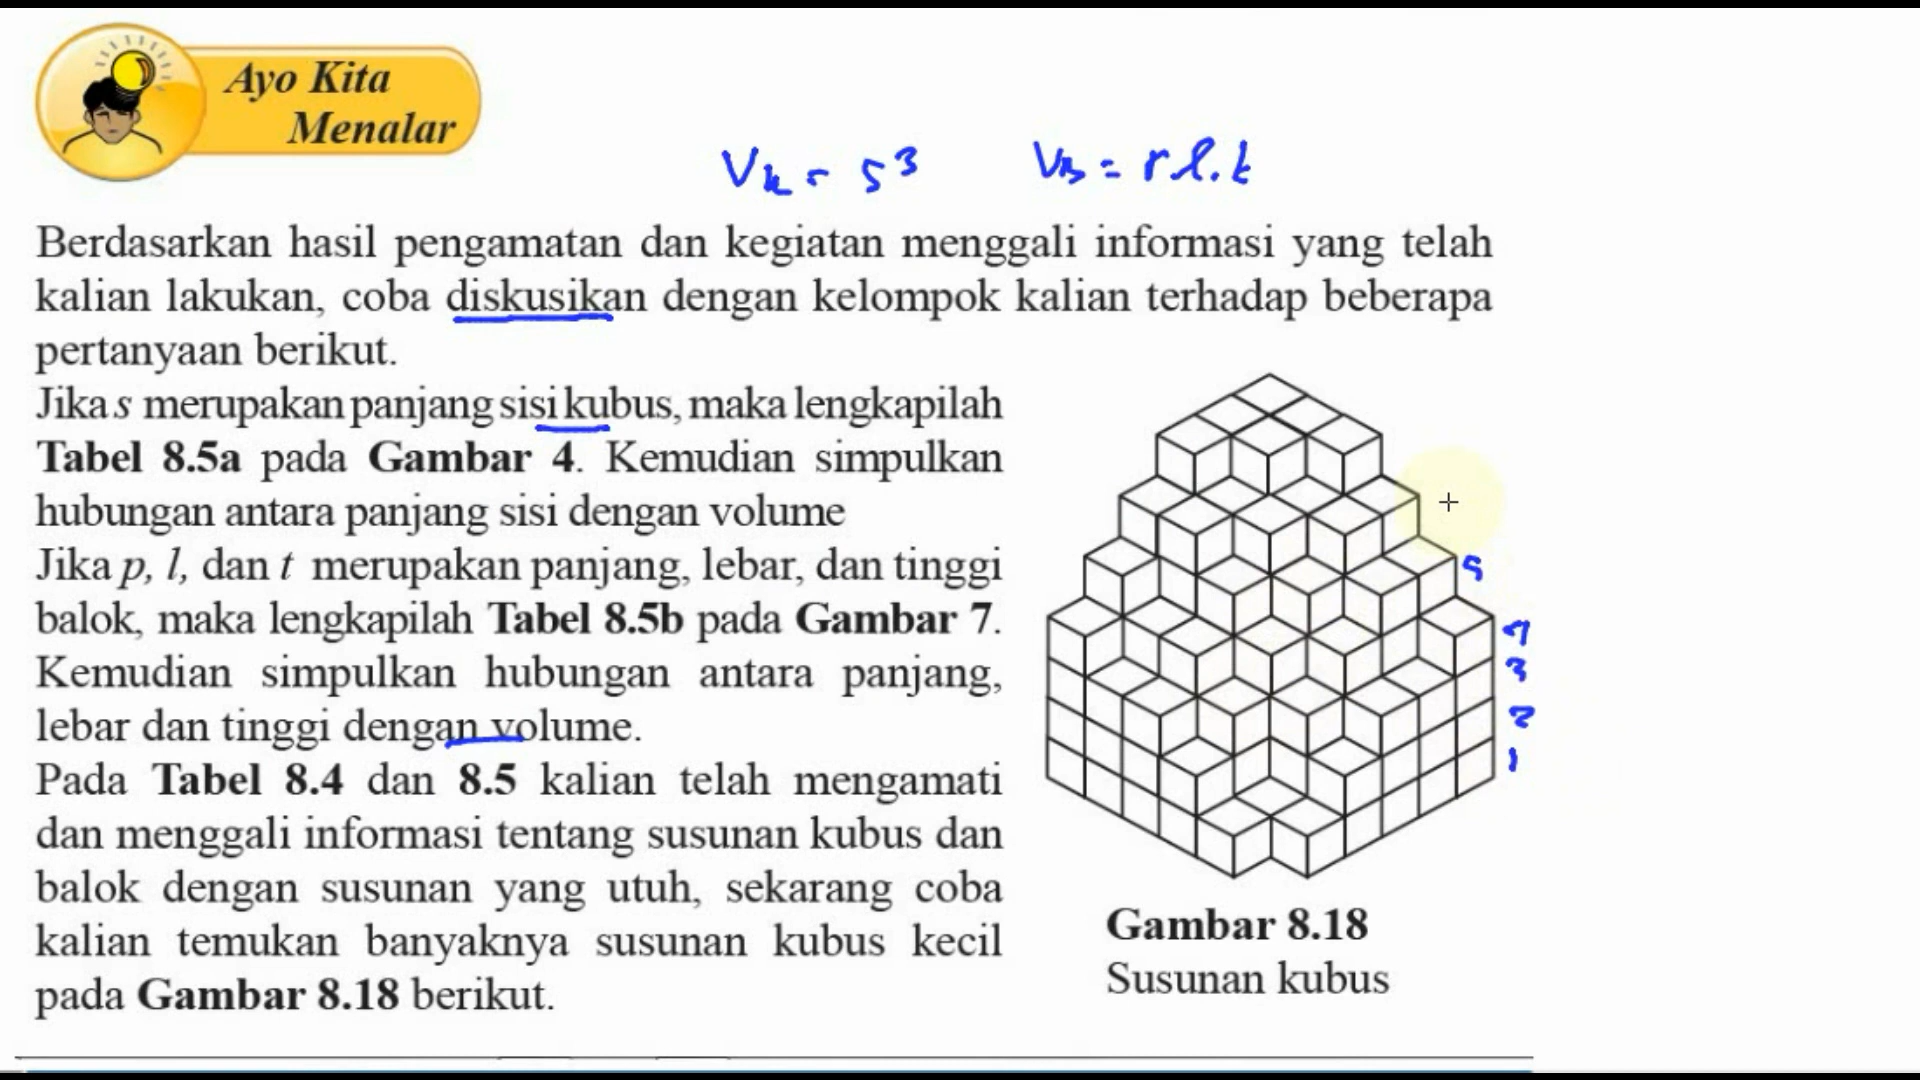 Ayo Kita
Menalar
Vk = s³ VB = p l . t
Berdasarkan hasil pengamatan dan kegiatan menggali informasi yang telah
kalian lakukan, coba diskusikan dengan kelompok kalian terhadap beberapa
pertanyaan berikut.
Jika s merupakan panjang sisi kubus, maka lengkapilah
Tabel 8.5a pada Gambar 4. Kemudian simpulkan
hubungan antara panjang sisi dengan volume
Jika p, l, dan t merupakan panjang, lebar, dan tinggi
balok, maka lengkapilah Tabel 8.5b pada Gambar 7.
Kemudian simpulkan hubungan antara panjang,
lebar dan tinggi dengan volume.
Pada Tabel 8.4 dan 8.5 kalian telah mengamati
dan menggali informasi tentang susunan kubus dan
balok dengan susunan yang utuh, sekarang coba
kalian temukan banyaknya susunan kubus kecil
pada Gambar 8.18 berikut.
5
4
3
2
1
Gambar 8.18
Susunan kubus